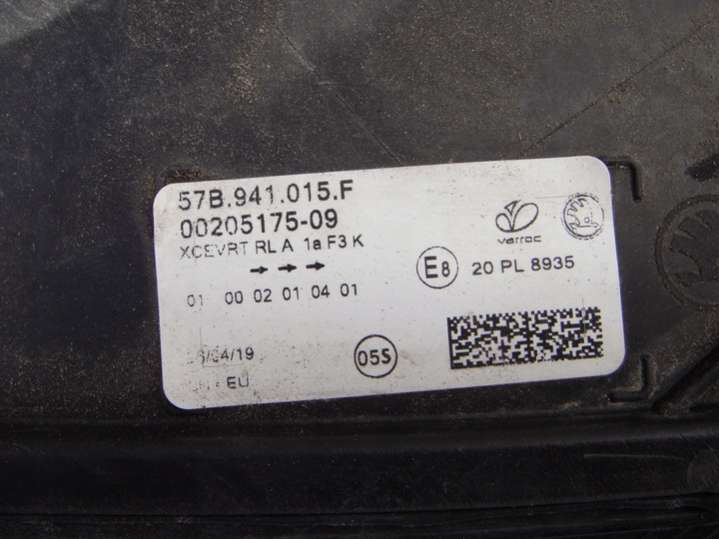 57B.941.015.F
00205175-09
XCEVRT RL A 1a F3 K
01 00 02 01 04 01
varroc
E8 20 PL 8935
05S
EU